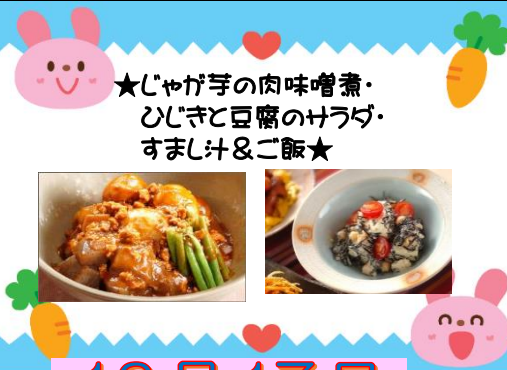 ★じゃが芋の肉味噌煮・
ひじきと豆腐のサラダ・
すまし汁＆ご飯★